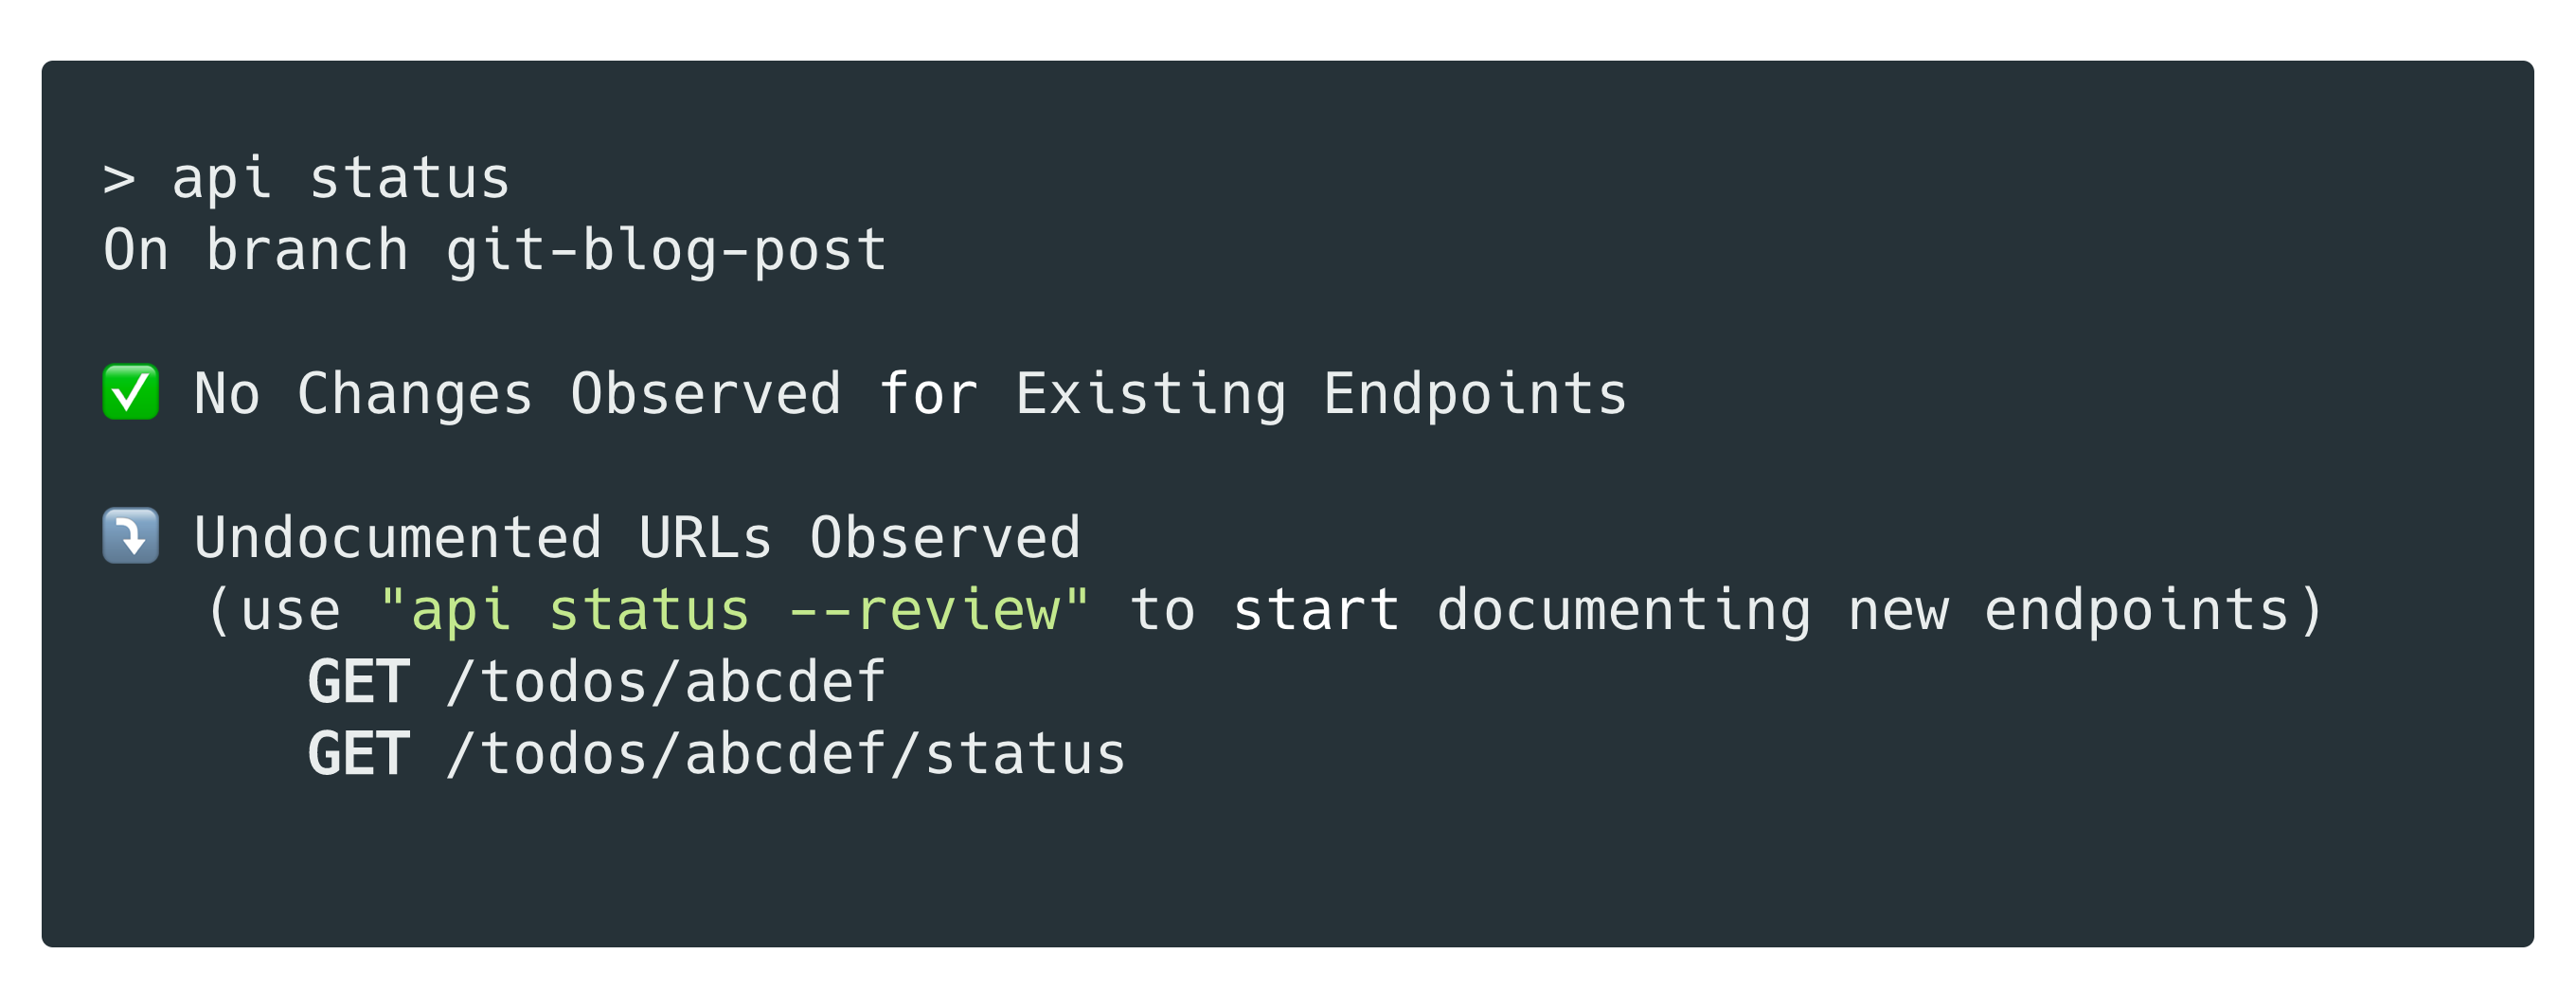 > api status
On branch git-blog-post
✅ No Changes Observed for Existing Endpoints
⤵️ Undocumented URLs Observed
(use "api status --review" to start documenting new endpoints)
GET /todos/abcdef
GET /todos/abcdef/status